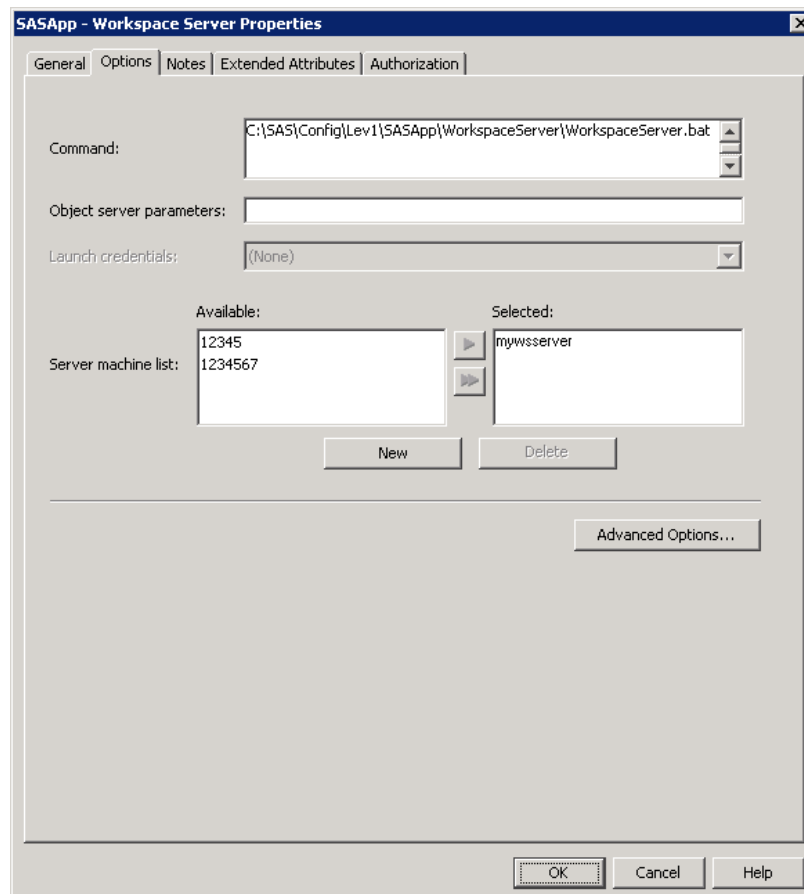 SASApp - Workspace Server Properties
General Options Notes Extended Attributes Authorization
Command:
C:\SAS\Config\Lev1\SASApp\WorkspaceServer\WorkspaceServer.bat
Object server parameters:
Launch credentials:
(None)
Available:
Selected:
Server machine list:
12345
1234567
mywsserver
New
Delete
Advanced Options...
OK
Cancel
Help